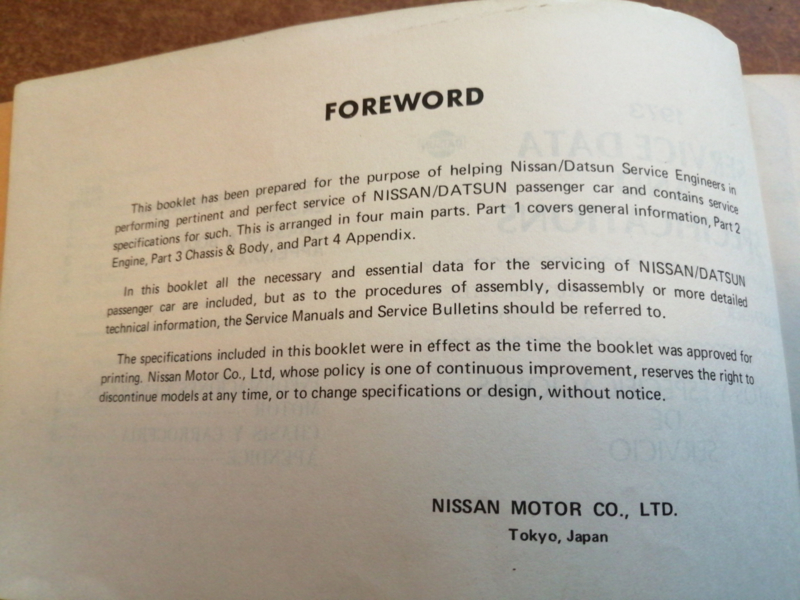 FOREWORD
This booklet has been prepared for the purpose of helping Nissan/Datsun Service Engineers in
performing pertinent and perfect service of NISSAN/DATSUN passenger car and contains service
specifications for such. This is arranged in four main parts. Part 1 covers general information, Part 2
Engine, Part 3 Chassis & Body, and Part 4 Appendix.
In this booklet all the necessary and essential data for the servicing of NISSAN/DATSUN
passenger car are included, but as to the procedures of assembly, disassembly or more detailed
technical information, the Service Manuals and Service Bulletins should be referred to.
The specifications included in this booklet were in effect as the time the booklet was approved for
printing. Nissan Motor Co., Ltd, whose policy is one of continuous improvement, reserves the right to
discontinue models at any time, or to change specifications or design, without notice.
NISSAN MOTOR CO., LTD.
Tokyo, Japan